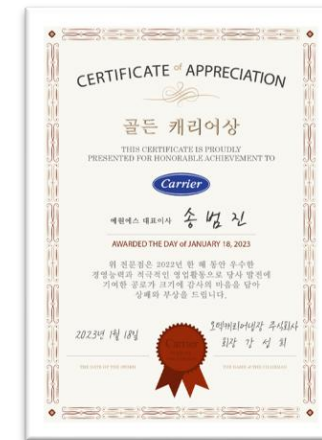 CERTIFICATE of APPRECIATION
골든 캐리어상
THIS CERTIFICATE IS PROUDLY
PRESENTED FOR HONORABLE ACHIEVEMENT TO
Carrier
대표이사 송범진
AWARDED THE DAY of JANUARY 18, 2023
위 전문점은 2022년 한 해 동안 우수한
경영능력과 적극적인 영업활동으로 당사 발전에
기여한 공로가 크기에 감사의 마음을 담아
상패와 부상을 드립니다.
2023년 1월 18일
오텍캐리어냉장 주식회사
회장 강성희
Carrier
THE DATE OF THE AWARD